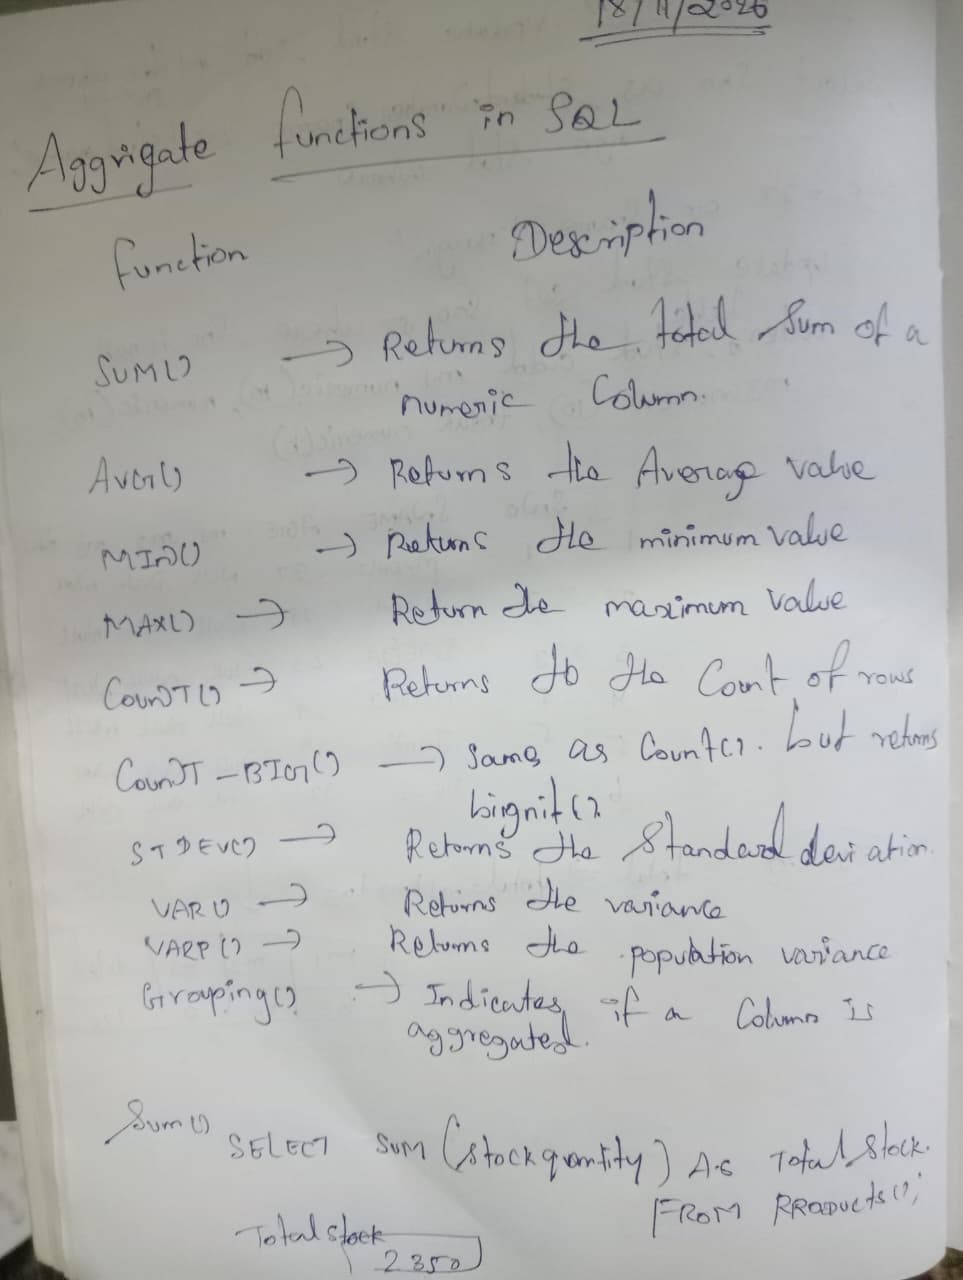 18/11/2026
Aggrigate functions in SQL
function Description
SUM() → Returns the total Sum of a
numeric Column.
AVG() → Returns the Average value
MIN() → Returns the minimum value
MAX() → Return the maximum value
COUNT() → Returns to the Count of rows
COUNT-BIG() → Same as Count(). but returns
bignit().
STDEV() → Returns the Standard deviation.
VAR() → Returns the variance
VARP() → Returns the population variance
Grouping() → Indicates if a Column Is
aggregated.
Sum()
SELECT SUM (stockquantity) AS Total Stock.
FROM PRODUCTS();
Total stock
2350